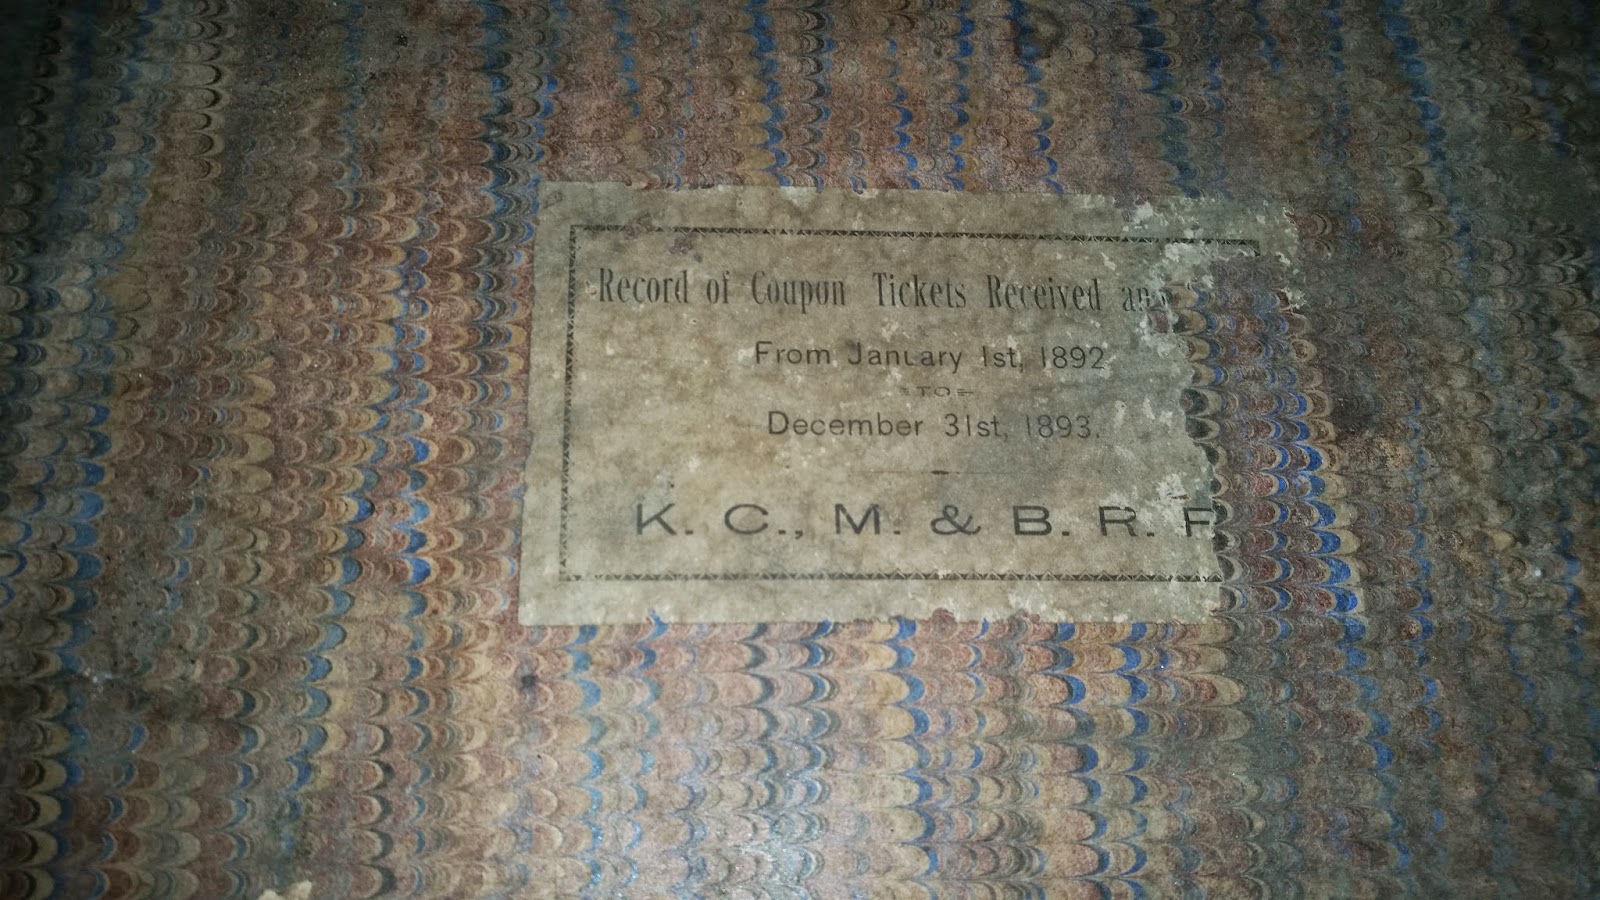 Record of Coupon Tickets Received
From January 1st, 1892
TO
December 31st, 1893.
K. C., M. & B. R.